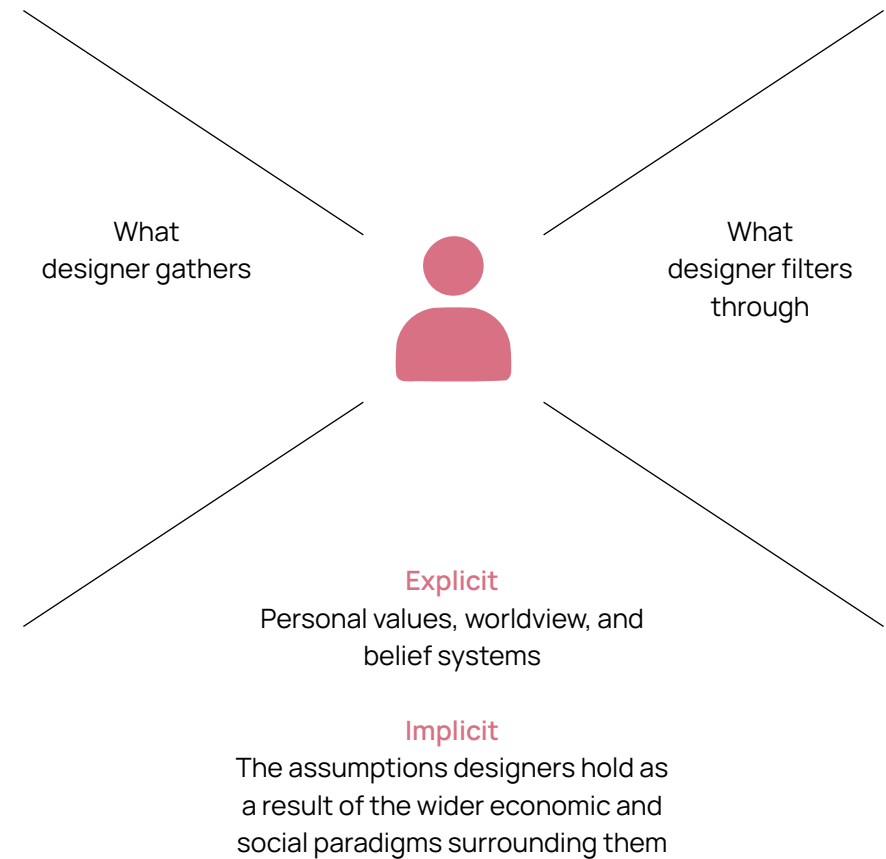 What
designer gathers
What
designer filters
through
Explicit
Personal values, worldview, and
belief systems
Implicit
The assumptions designers hold as
a result of the wider economic and
social paradigms surrounding them